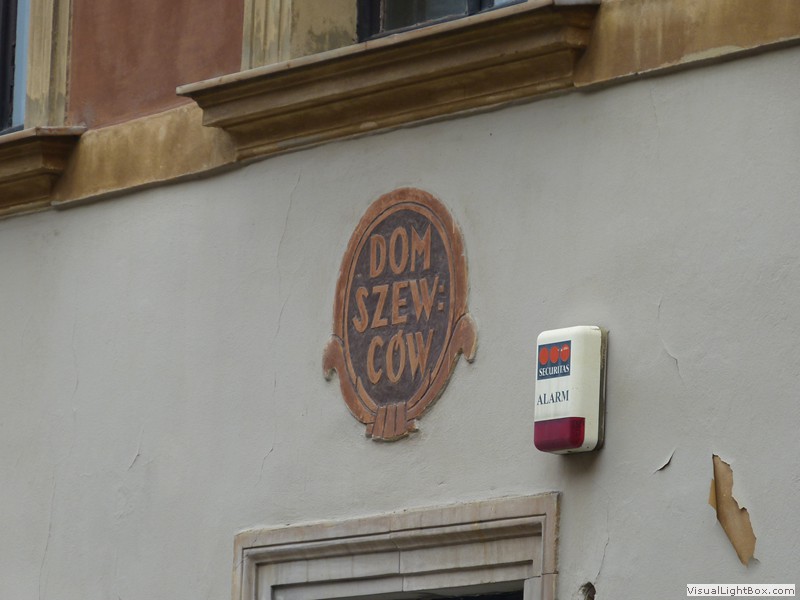 DOM
SZEW:
CÓW
SECURITAS
ALARM
VisualLightBox.com